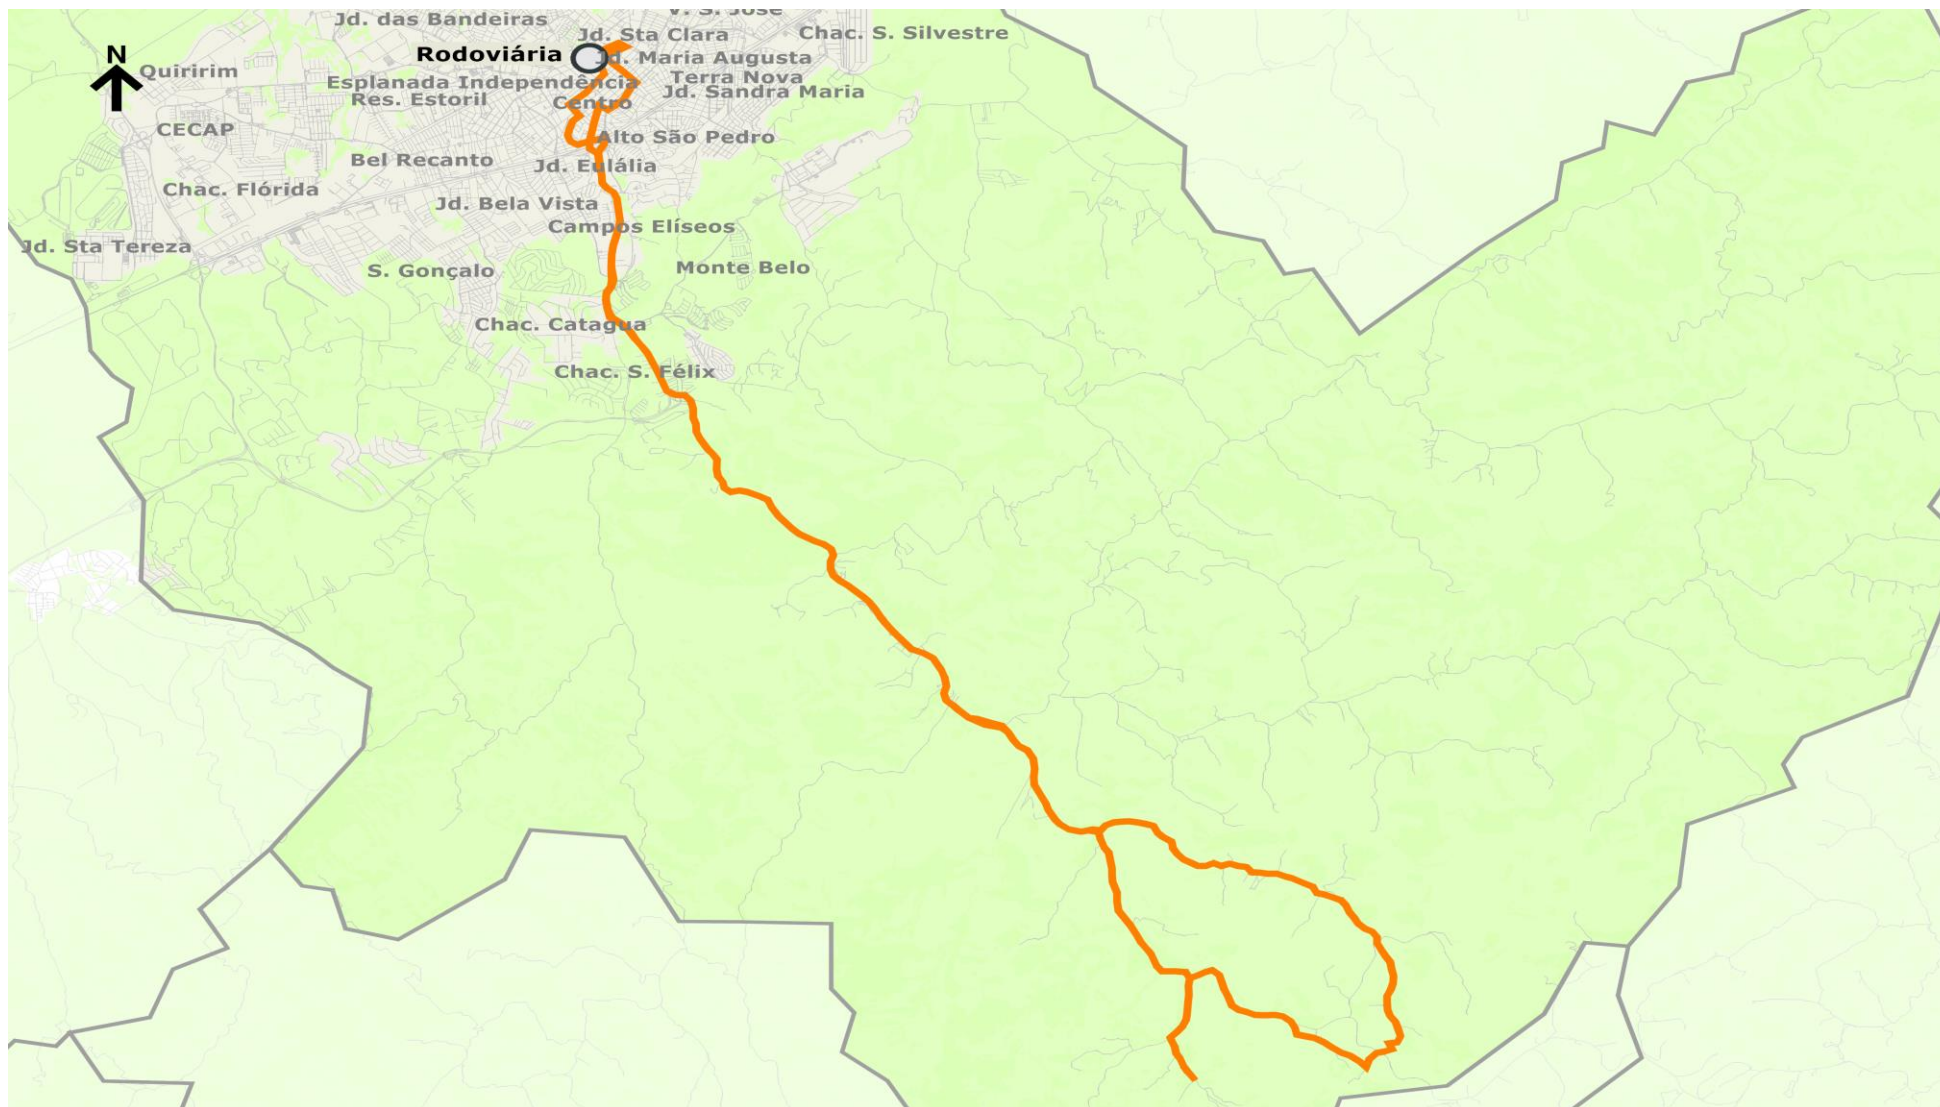 V. S. José
Jd. das Bandeiras
Jd. Sta Clara
Chac. S. Silvestre
N
Rodoviária
Jd. Maria Augusta
Quiririm
Esplanada Independência
Terra Nova
Res. Estoril
Centro
Jd. Sandra Maria
CECAP
Alto São Pedro
Bel Recanto
Jd. Eulália
Chac. Flórida
Jd. Bela Vista
Campos Elíseos
Jd. Sta Tereza
S. Gonçalo
Monte Belo
Chac. Catagua
Chac. S. Félix